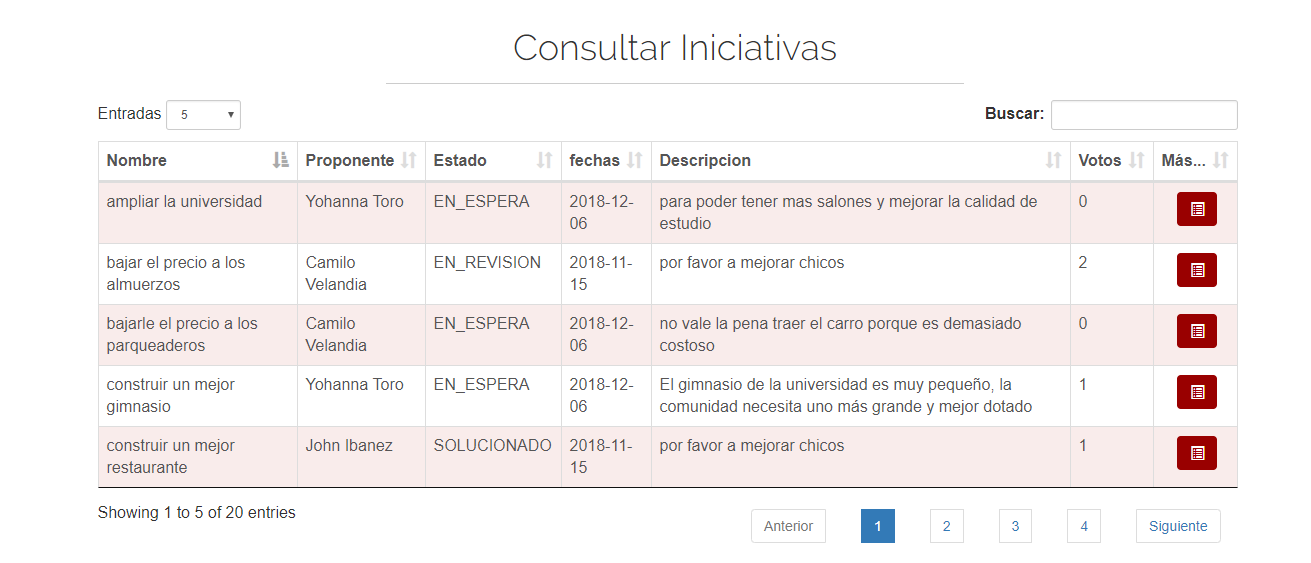 Consultar Iniciativas
Entradas 5 Buscar:
Nombre Proponente Estado fechas Descripcion Votos Más...
ampliar la universidad Yohanna Toro EN_ESPERA 2018-12- para poder tener mas salones y mejorar la calidad de 0
06 estudio
bajar el precio a los Camilo EN_REVISION 2018-11- por favor a mejorar chicos 2
almuerzos Velandia 15
bajarle el precio a los Camilo EN_ESPERA 2018-12- no vale la pena traer el carro porque es demasiado 0
parqueaderos Velandia 06 costoso
construir un mejor Yohanna Toro EN_ESPERA 2018-12- El gimnasio de la universidad es muy pequeño, la 1
gimnasio 06 comunidad necesita uno más grande y mejor dotado
construir un mejor John Ibanez SOLUCIONADO 2018-11- por favor a mejorar chicos 1
restaurante 15
Showing 1 to 5 of 20 entries
Anterior 1 2 3 4 Siguiente